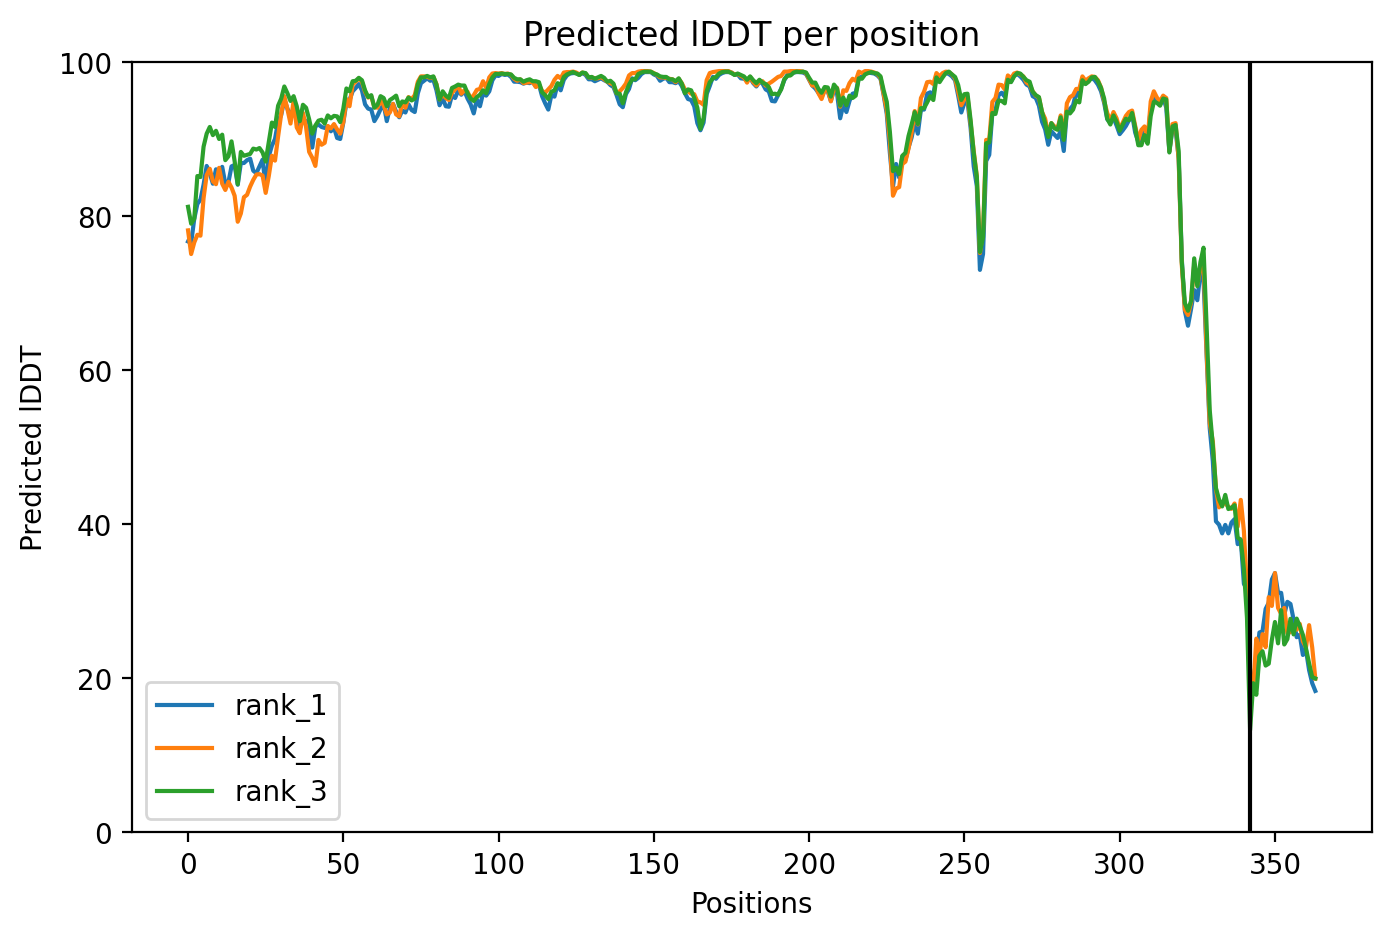 Predicted lDDT per position
100
80
60
40
20
0
Predicted lDDT
rank_1
rank_2
rank_3
0 50 100 150 200 250 300 350
Positions